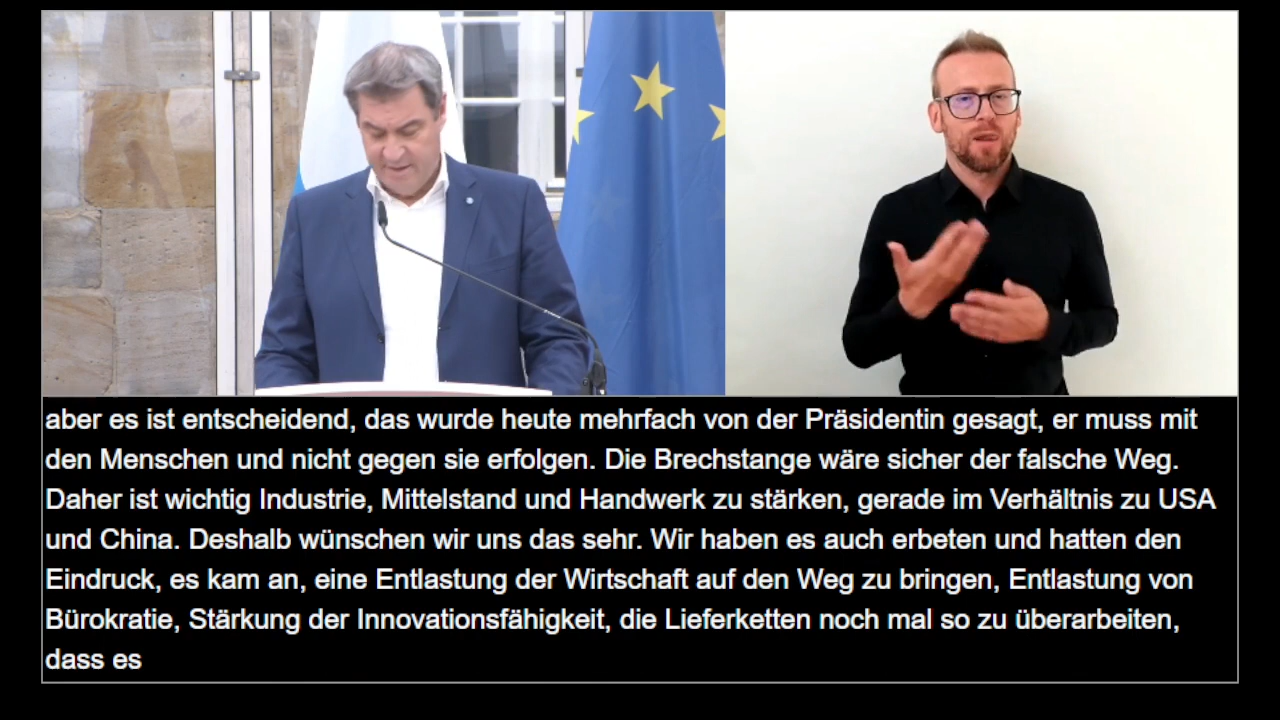 aber es ist entscheidend, das wurde heute mehrfach von der Präsidentin gesagt, er muss mit
den Menschen und nicht gegen sie erfolgen. Die Brechstange wäre sicher der falsche Weg.
Daher ist wichtig Industrie, Mittelstand und Handwerk zu stärken, gerade im Verhältnis zu USA
und China. Deshalb wünschen wir uns das sehr. Wir haben es auch erbeten und hatten den
Eindruck, es kam an, eine Entlastung der Wirtschaft auf den Weg zu bringen, Entlastung von
Bürokratie, Stärkung der Innovationsfähigkeit, die Lieferketten noch mal so zu überarbeiten,
dass es